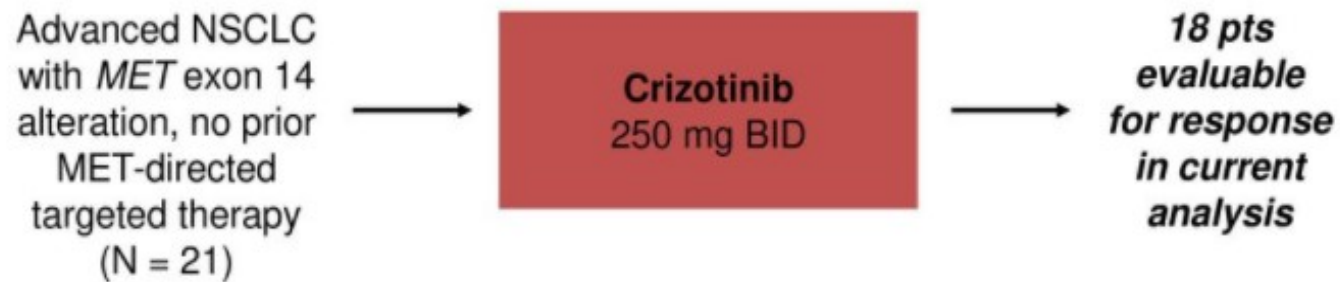 Advanced NSCLC
with MET exon 14
alteration, no prior
MET-directed
targeted therapy
(N = 21)
Crizotinib
250 mg BID
18 pts
evaluable
for response
in current
analysis